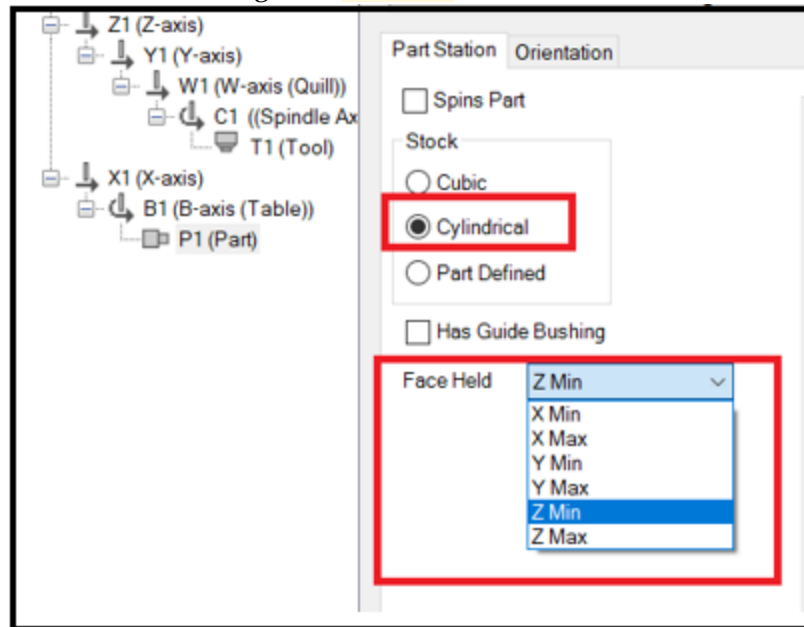 Z1 (Z-axis)
Y1 (Y-axis)
W1 (W-axis (Quill))
C1 ((Spindle Ax
T1 (Tool)
X1 (X-axis)
B1 (B-axis (Table))
P1 (Part)
Part Station
Orientation
Spins Part
Stock
Cubic
Cylindrical
Part Defined
Has Guide Bushing
Face Held
Z Min
X Min
X Max
Y Min
Y Max
Z Min
Z Max